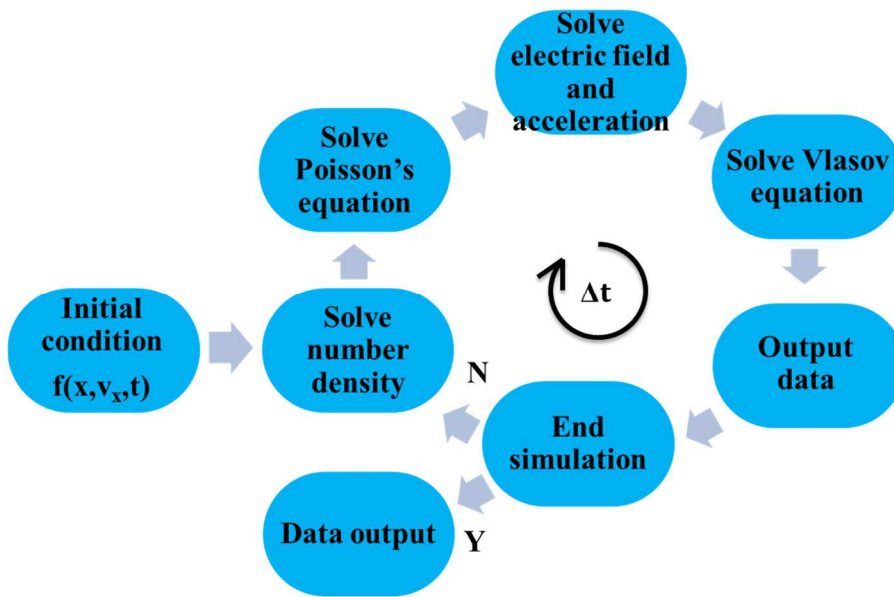 Initial
condition
f(x,vₓ,t)
Solve
number
density
Solve
Poisson’s
equation
Solve
electric field
and
acceleration
Solve Vlasov
equation
Output
data
End
simulation
N
Y
Data output
Δt